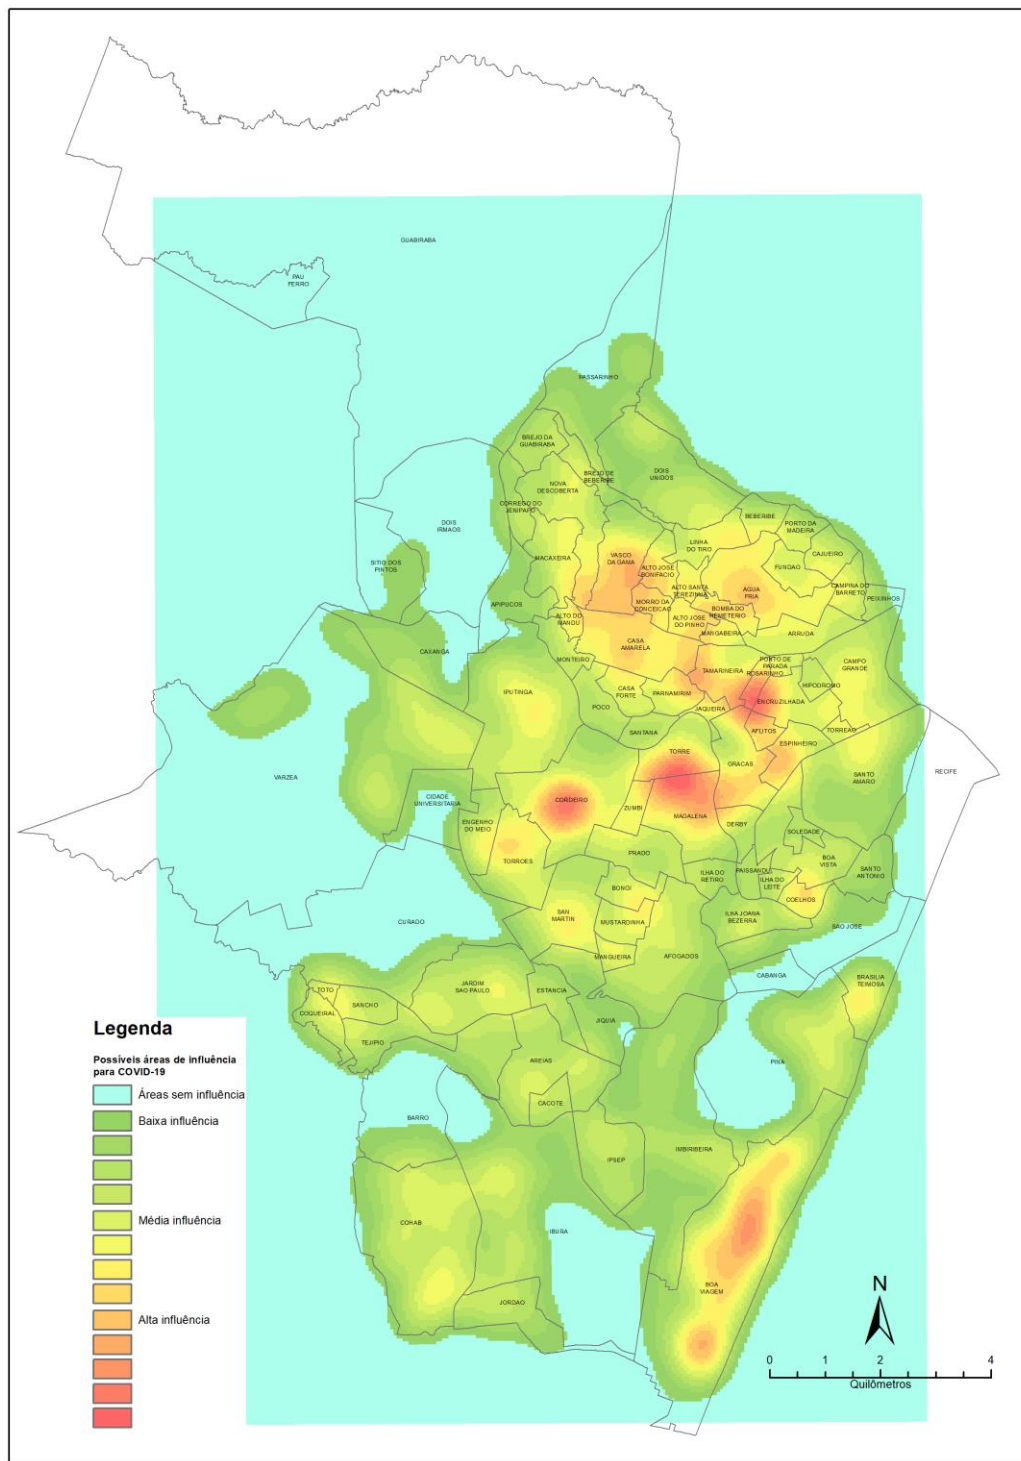 GUABIRABA
PAU
FERRO
PASSARINHO
BREJO DA
GUABIRABA
BREJO DE
BEBERIBE
DOIS
UNIDOS
NOVA
DESCOBERTA
CORREGO DO
JENIPAPO
BEBERIBE
PORTO DA
MADEIRA
DOIS
IRMAOS
LINHA
DO TIRO
CAJUEIRO
MACAXEIRA
VASCO
DA GAMA
ALTO JOSE
BONIFACIO
FUNDAO
SITIO DOS
PINTOS
AGUA
FRIA
CAMPINA DO
BARRETO
PEIXINHOS
ALTO SANTA
TEREZINHA
APIPUCOS
MORRO DA
CONCEICAO
BOMBA DO
HEMETERIO
ALTO DO
MANDU
ALTO JOSE
DO PINHO
MANGABEIRA
ARRUDA
CASA
AMARELA
CAXANGA
MONTEIRO
TAMARINEIRA
PONTO DE
PARADA
ROSARINHO
CAMPO
GRANDE
IPUTINGA
CASA
FORTE
PARNAMIRIM
HIPODROMO
ENCRUZILHADA
POCO
JAQUEIRA
SANTANA
AFLITOS
TORREAO
ESPINHEIRO
TORRE
GRACAS
SANTO
AMARO
RECIFE
VARZEA
CIDADE
UNIVERSITARIA
CORDEIRO
ZUMBI
MADALENA
DERBY
ENGENHO
DO MEIO
SOLEDADE
TORROES
PRADO
BOA
VISTA
ILHA DO
RETIRO
PAISSANDU
ILHA DO
LEITE
SANTO
ANTONIO
BONGI
COELHOS
CURADO
SAN
MARTIN
MUSTARDINHA
ILHA JOANA
BEZERRA
SAO JOSE
MANGUEIRA
AFOGADOS
CABANGA
BRASILIA
TEIMOSA
TOTO
SANCHO
JARDIM
SAO PAULO
ESTANCIA
COQUEIRAL
JIQUIA
TEJIPIO
AREIAS
PINA
CACOTE
BARRO
IPSEP
IMBIRIBEIRA
COHAB
IBURA
BOA
VIAGEM
JORDAO
Legenda
Possíveis áreas de influência
para COVID-19
Áreas sem influência
Baixa influência
Média influência
Alta influência
N
0 1 2 4
Quilômetros